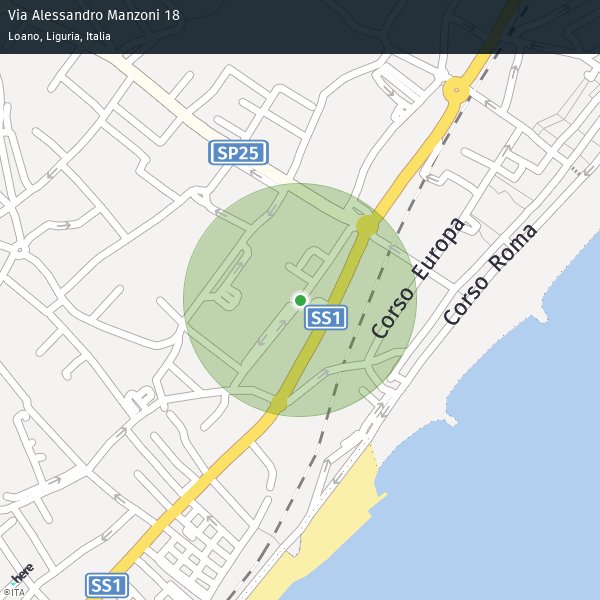 Via Alessandro Manzoni 18
Loano, Liguria, Italia
SP25
Corso Europa
Corso Roma
SS1
SS1
here
©ITA